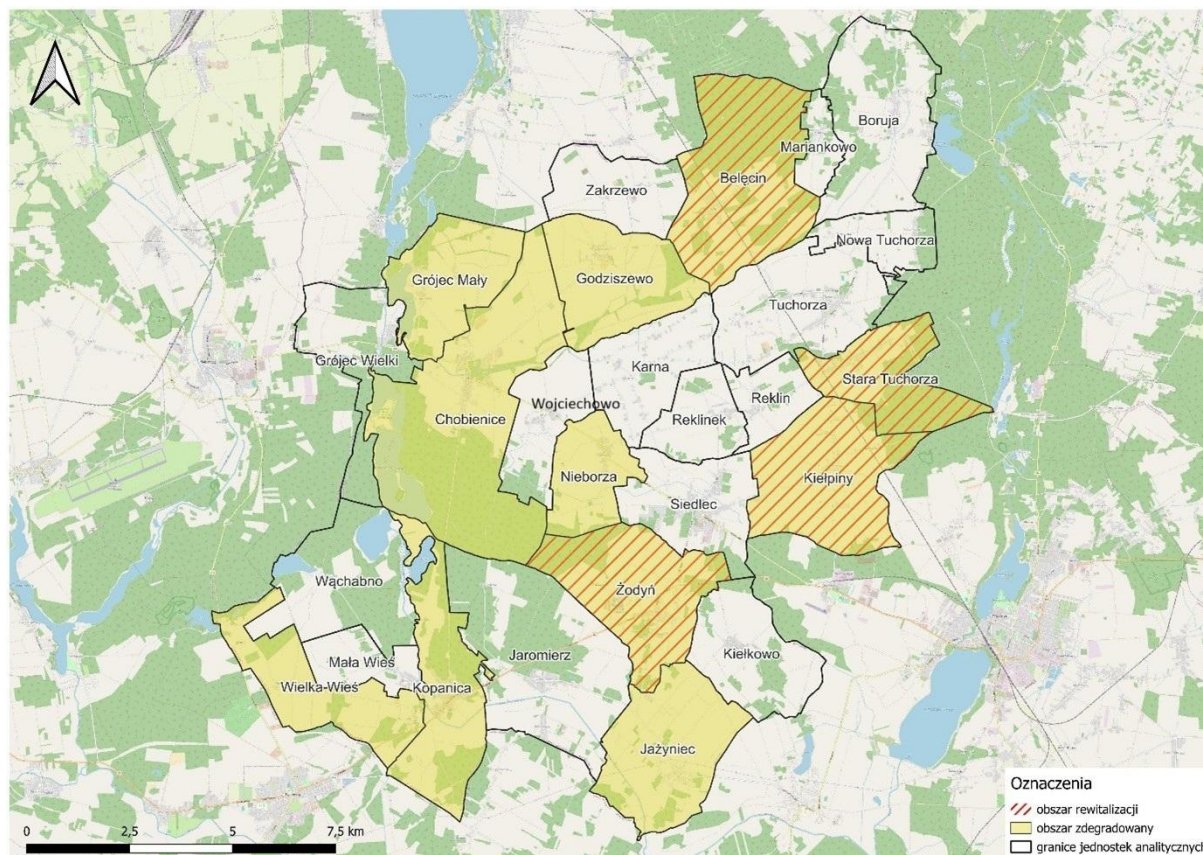 Boruja
Mariankowo
Belęcin
Zakrzewo
Nowa Tuchorza
Grójec Mały
Godziszewo
Tuchorza
Grójec Wielki
Karna
Stara Tuchorza
Wojciechowo
Reklin
Chobienice
Reklinek
Nieborza
Kiełpiny
Siedlec
Wąchabno
Żodyń
Jaromierz
Kiełkowo
Mała Wieś
Wielka Wieś
Kopanica
Jażyniec
Oznaczenia
obszar rewitalizacji
obszar zdegradowany
granice jednostek analitycznych
0 2,5 5 7,5 km